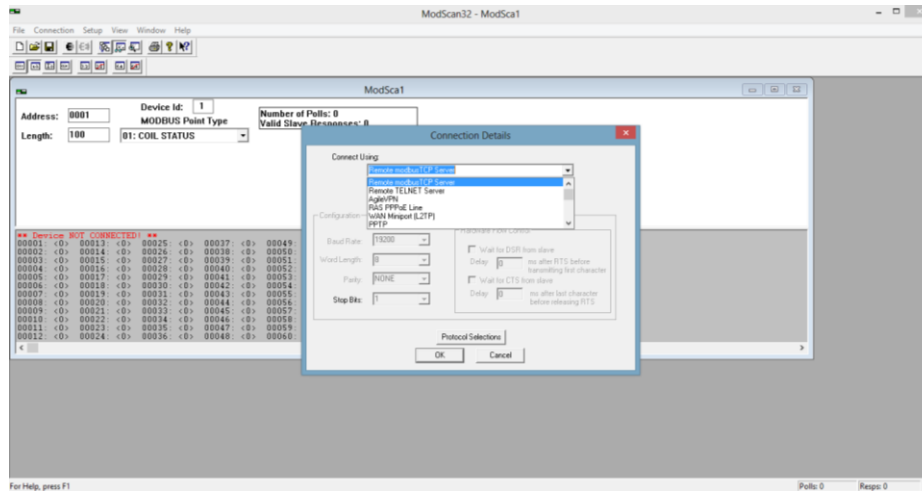 ModScan32 - ModSca1
File Connection Setup View Window Help
ModSca1
Address: 0001
Device Id: 1
MODBUS Point Type
Length: 100
01: COIL STATUS
Number of Polls: 0
Valid Slave Responses: 0
** Device NOT CONNECTED! **
00001: <0> 00013: <0> 00025: <0> 00037: <0> 00049:
00002: <0> 00014: <0> 00026: <0> 00038: <0> 00050:
00003: <0> 00015: <0> 00027: <0> 00039: <0> 00051:
00004: <0> 00016: <0> 00028: <0> 00040: <0> 00052:
00005: <0> 00017: <0> 00029: <0> 00041: <0> 00053:
00006: <0> 00018: <0> 00030: <0> 00042: <0> 00054:
00007: <0> 00019: <0> 00031: <0> 00043: <0> 00055:
00008: <0> 00020: <0> 00032: <0> 00044: <0> 00056:
00009: <0> 00021: <0> 00033: <0> 00045: <0> 00057:
00010: <0> 00022: <0> 00034: <0> 00046: <0> 00058:
00011: <0> 00023: <0> 00035: <0> 00047: <0> 00059:
00012: <0> 00024: <0> 00036: <0> 00048: <0> 00060:
Connection Details
Connect Using:
Remote modbusTCP Server
Remote modbusTCP Server
Remote TELNET Server
AgileVPN
RAS PPPoE Line
WAN Miniport (L2TP)
PPTP
Configuration
Baud Rate: 19200
Word Length: 8
Parity: NONE
Stop Bits: 1
Hardware Flow Control
Wait for DSR from slave
Delay 0 ms after RTS before
transmitting first character
Wait for CTS from slave
Delay 0 ms after last character
before releasing RTS
Protocol Selections
OK Cancel
For Help, press F1
Polls: 0 Resps: 0